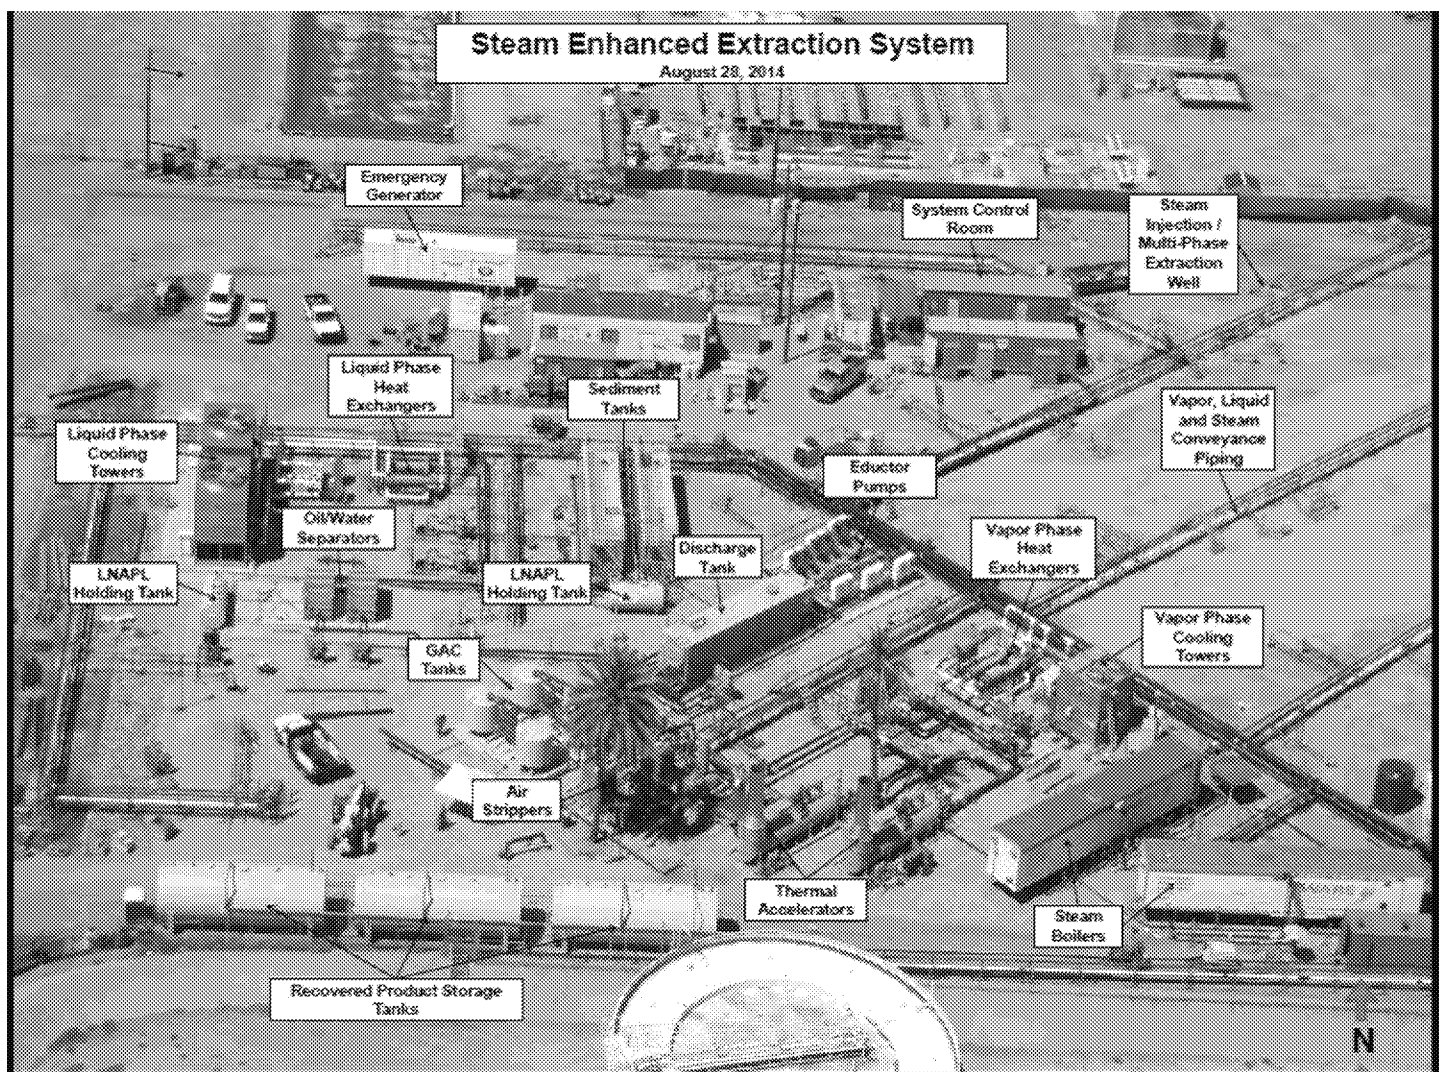 Steam Enhanced Extraction System
August 28, 2014
Emergency
Generator
System Control
Room
Steam
Injection /
Multi-Phase
Extraction
Well
Liquid Phase
Heat
Exchangers
Sediment
Tanks
Vapor, Liquid
and Steam
Conveyance
Piping
Liquid Phase
Cooling
Towers
Eductor
Pumps
Oil/Water
Separators
Vapor Phase
Heat
Exchangers
Discharge
Tank
LNAPL
Holding Tank
LNAPL
Holding Tank
Vapor Phase
Cooling
Towers
GAC
Tanks
Air
Strippers
Thermal
Accelerators
Steam
Boilers
Recovered Product Storage
Tanks
N